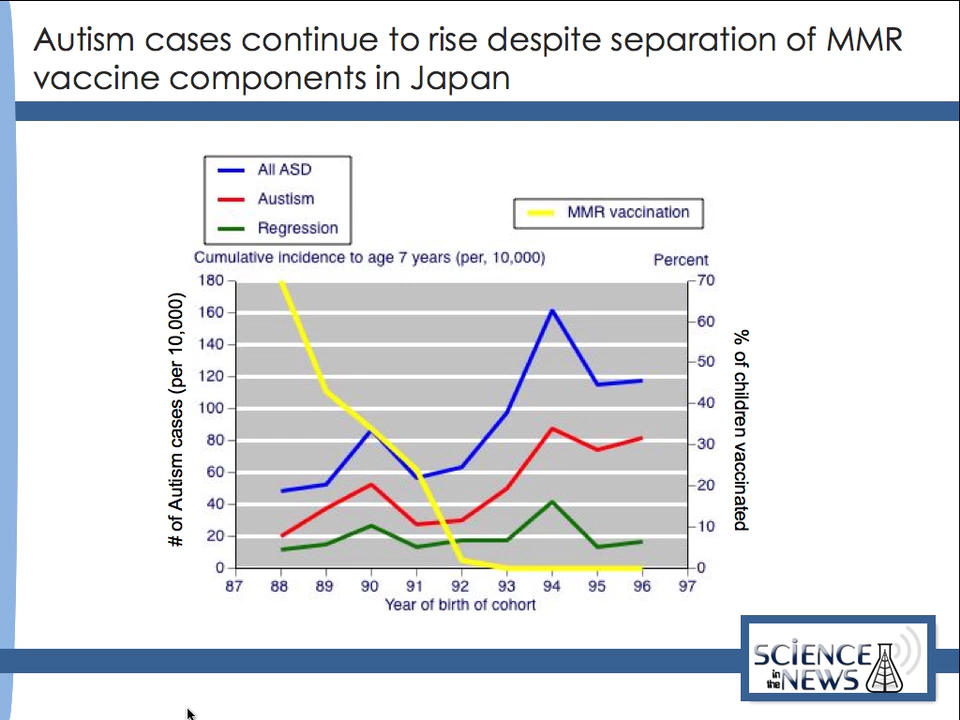 Autism cases continue to rise despite separation of MMR
vaccine components in Japan
All ASD
Austism
Regression
MMR vaccination
Cumulative incidence to age 7 years (per, 10,000)
Percent
# of Autism cases (per 10,000)
180
160
140
120
100
80
60
40
20
0
70
60
50
40
30
20
10
0
% of children vaccinated
87 88 89 90 91 92 93 94 95 96 97
Year of birth of cohort
SCIENCE
in the NEWS